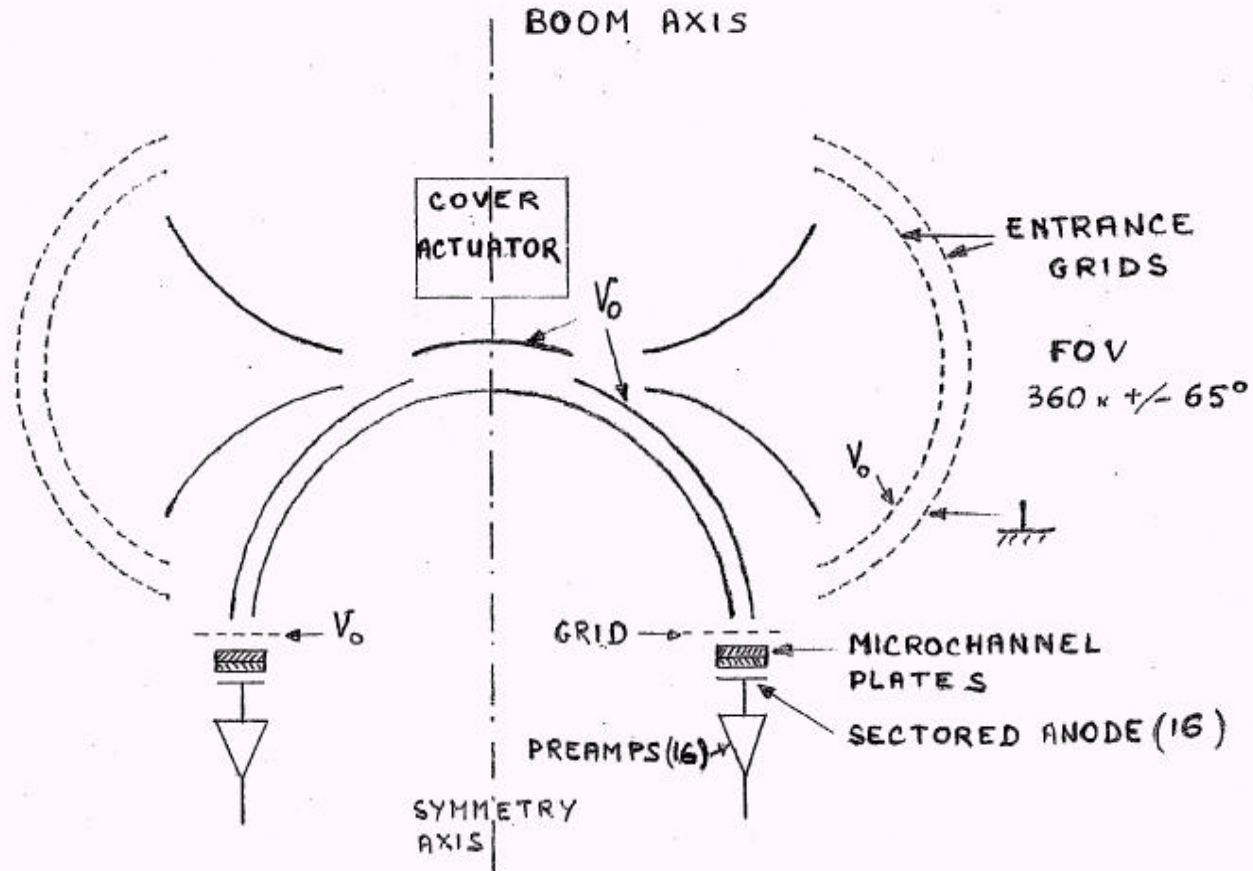 BOOM AXIS
COVER
ACTUATOR
V₀
ENTRANCE
GRIDS
FOV
360 x +/- 65°
V₀
V₀
GRID
MICROCHANNEL
PLATES
SECTORED ANODE (16)
PREAMPS (16)
SYMMETRY
AXIS